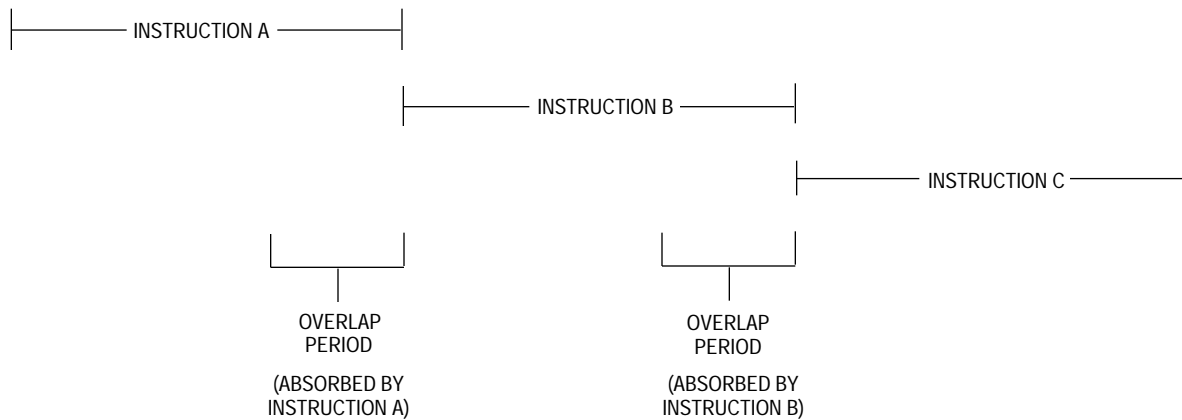 INSTRUCTION A
INSTRUCTION B
INSTRUCTION C
OVERLAP
PERIOD
(ABSORBED BY
INSTRUCTION A)
OVERLAP
PERIOD
(ABSORBED BY
INSTRUCTION B)